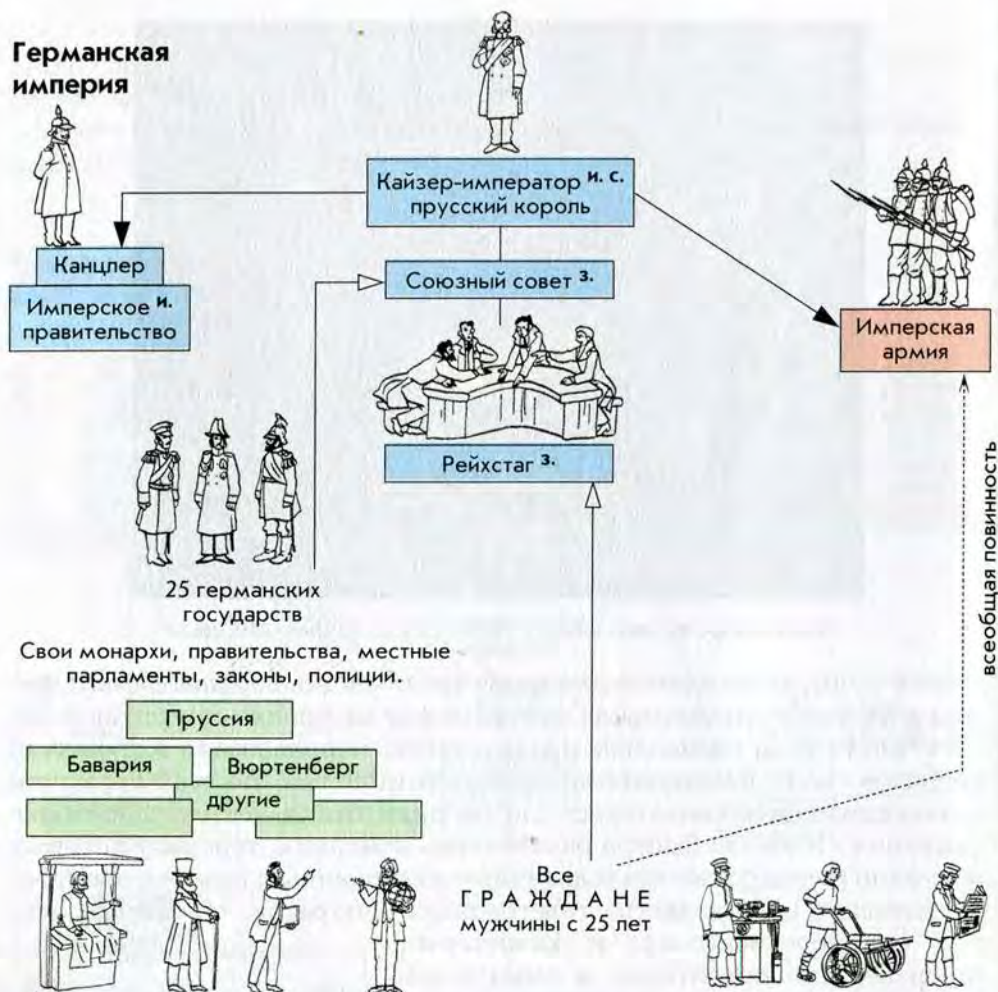 Германская
империя
Кайзер-император и. с.
прусский король
Канцлер
Имперское и.
правительство
Союзный совет з.
Имперская
армия
Рейхстаг з.
всеобщая повинность
25 германских
государств
Свои монархи, правительства, местные
парламенты, законы, полиции.
Пруссия
Бавария
Вюртенберг
другие
Все
РАЖДАНЕ
мужчины с 25 лет